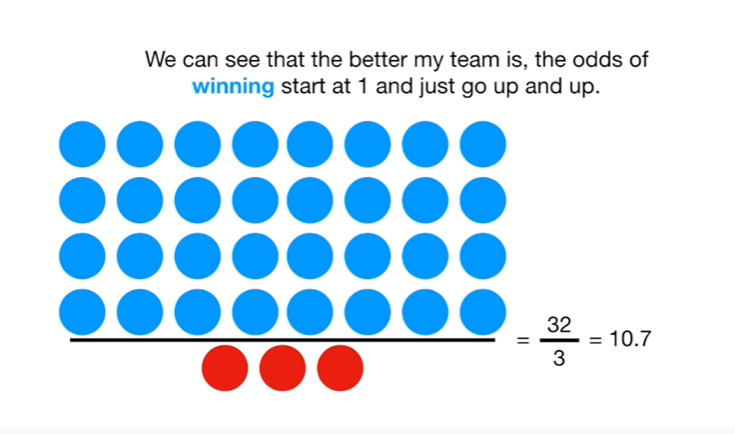 We can see that the better my team is, the odds of
winning start at 1 and just go up and up.
= 32/3 = 10.7